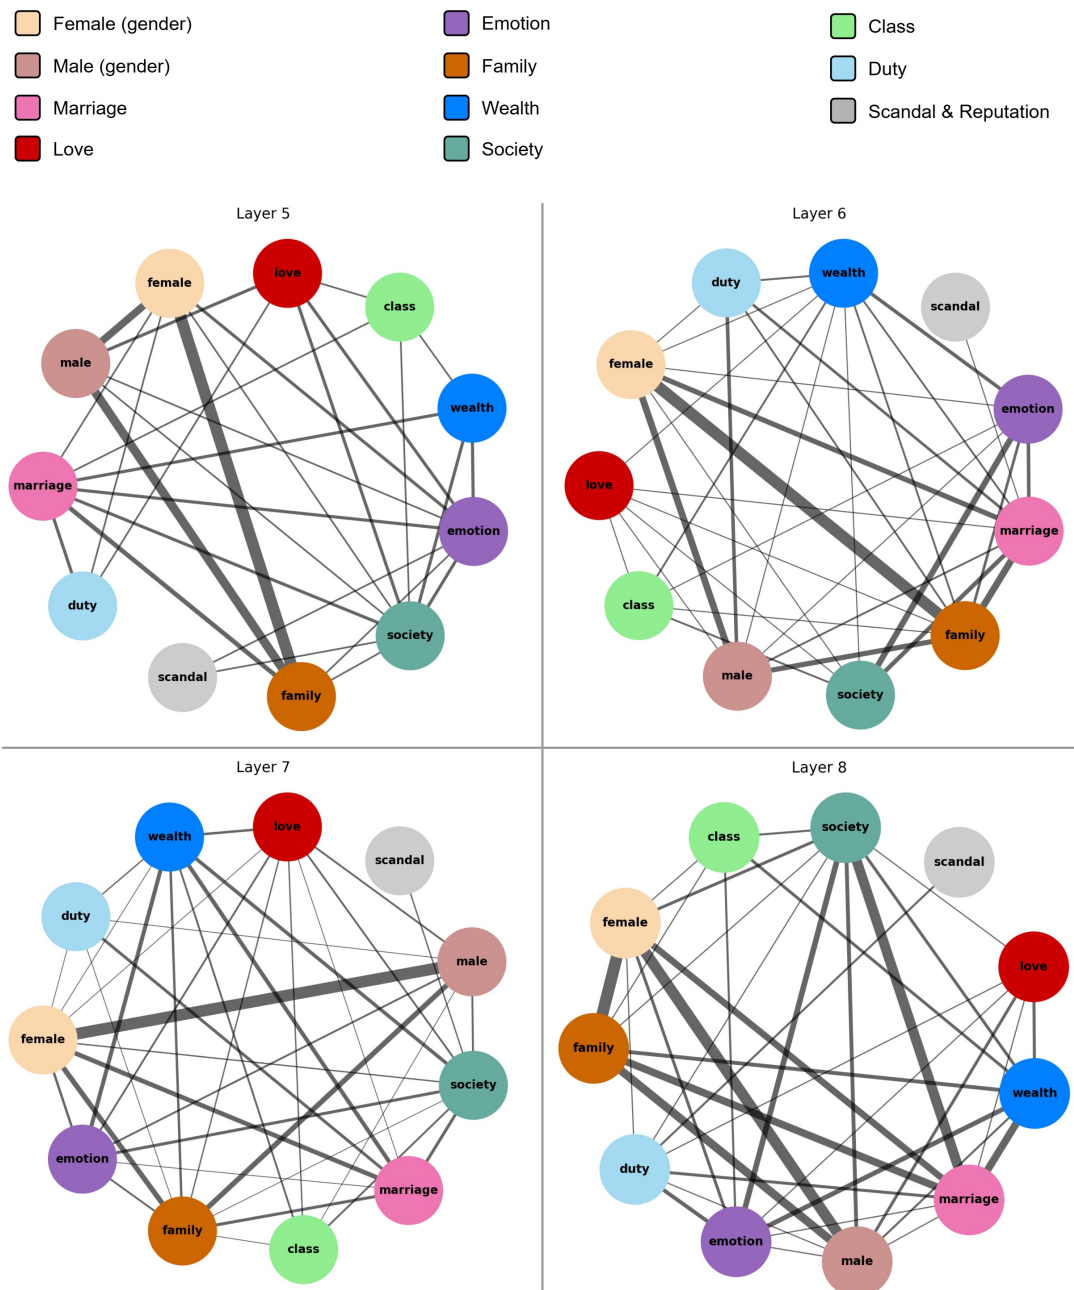 Female (gender)
Male (gender)
Marriage
Love
Emotion
Family
Wealth
Society
Class
Duty
Scandal & Reputation
Layer 5
love
female
class
male
wealth
marriage
emotion
duty
society
scandal
family
Layer 6
wealth
duty
scandal
female
emotion
love
marriage
class
family
male
society
Layer 7
love
wealth
scandal
duty
male
female
society
emotion
marriage
family
class
Layer 8
society
class
scandal
female
love
family
wealth
duty
marriage
emotion
male